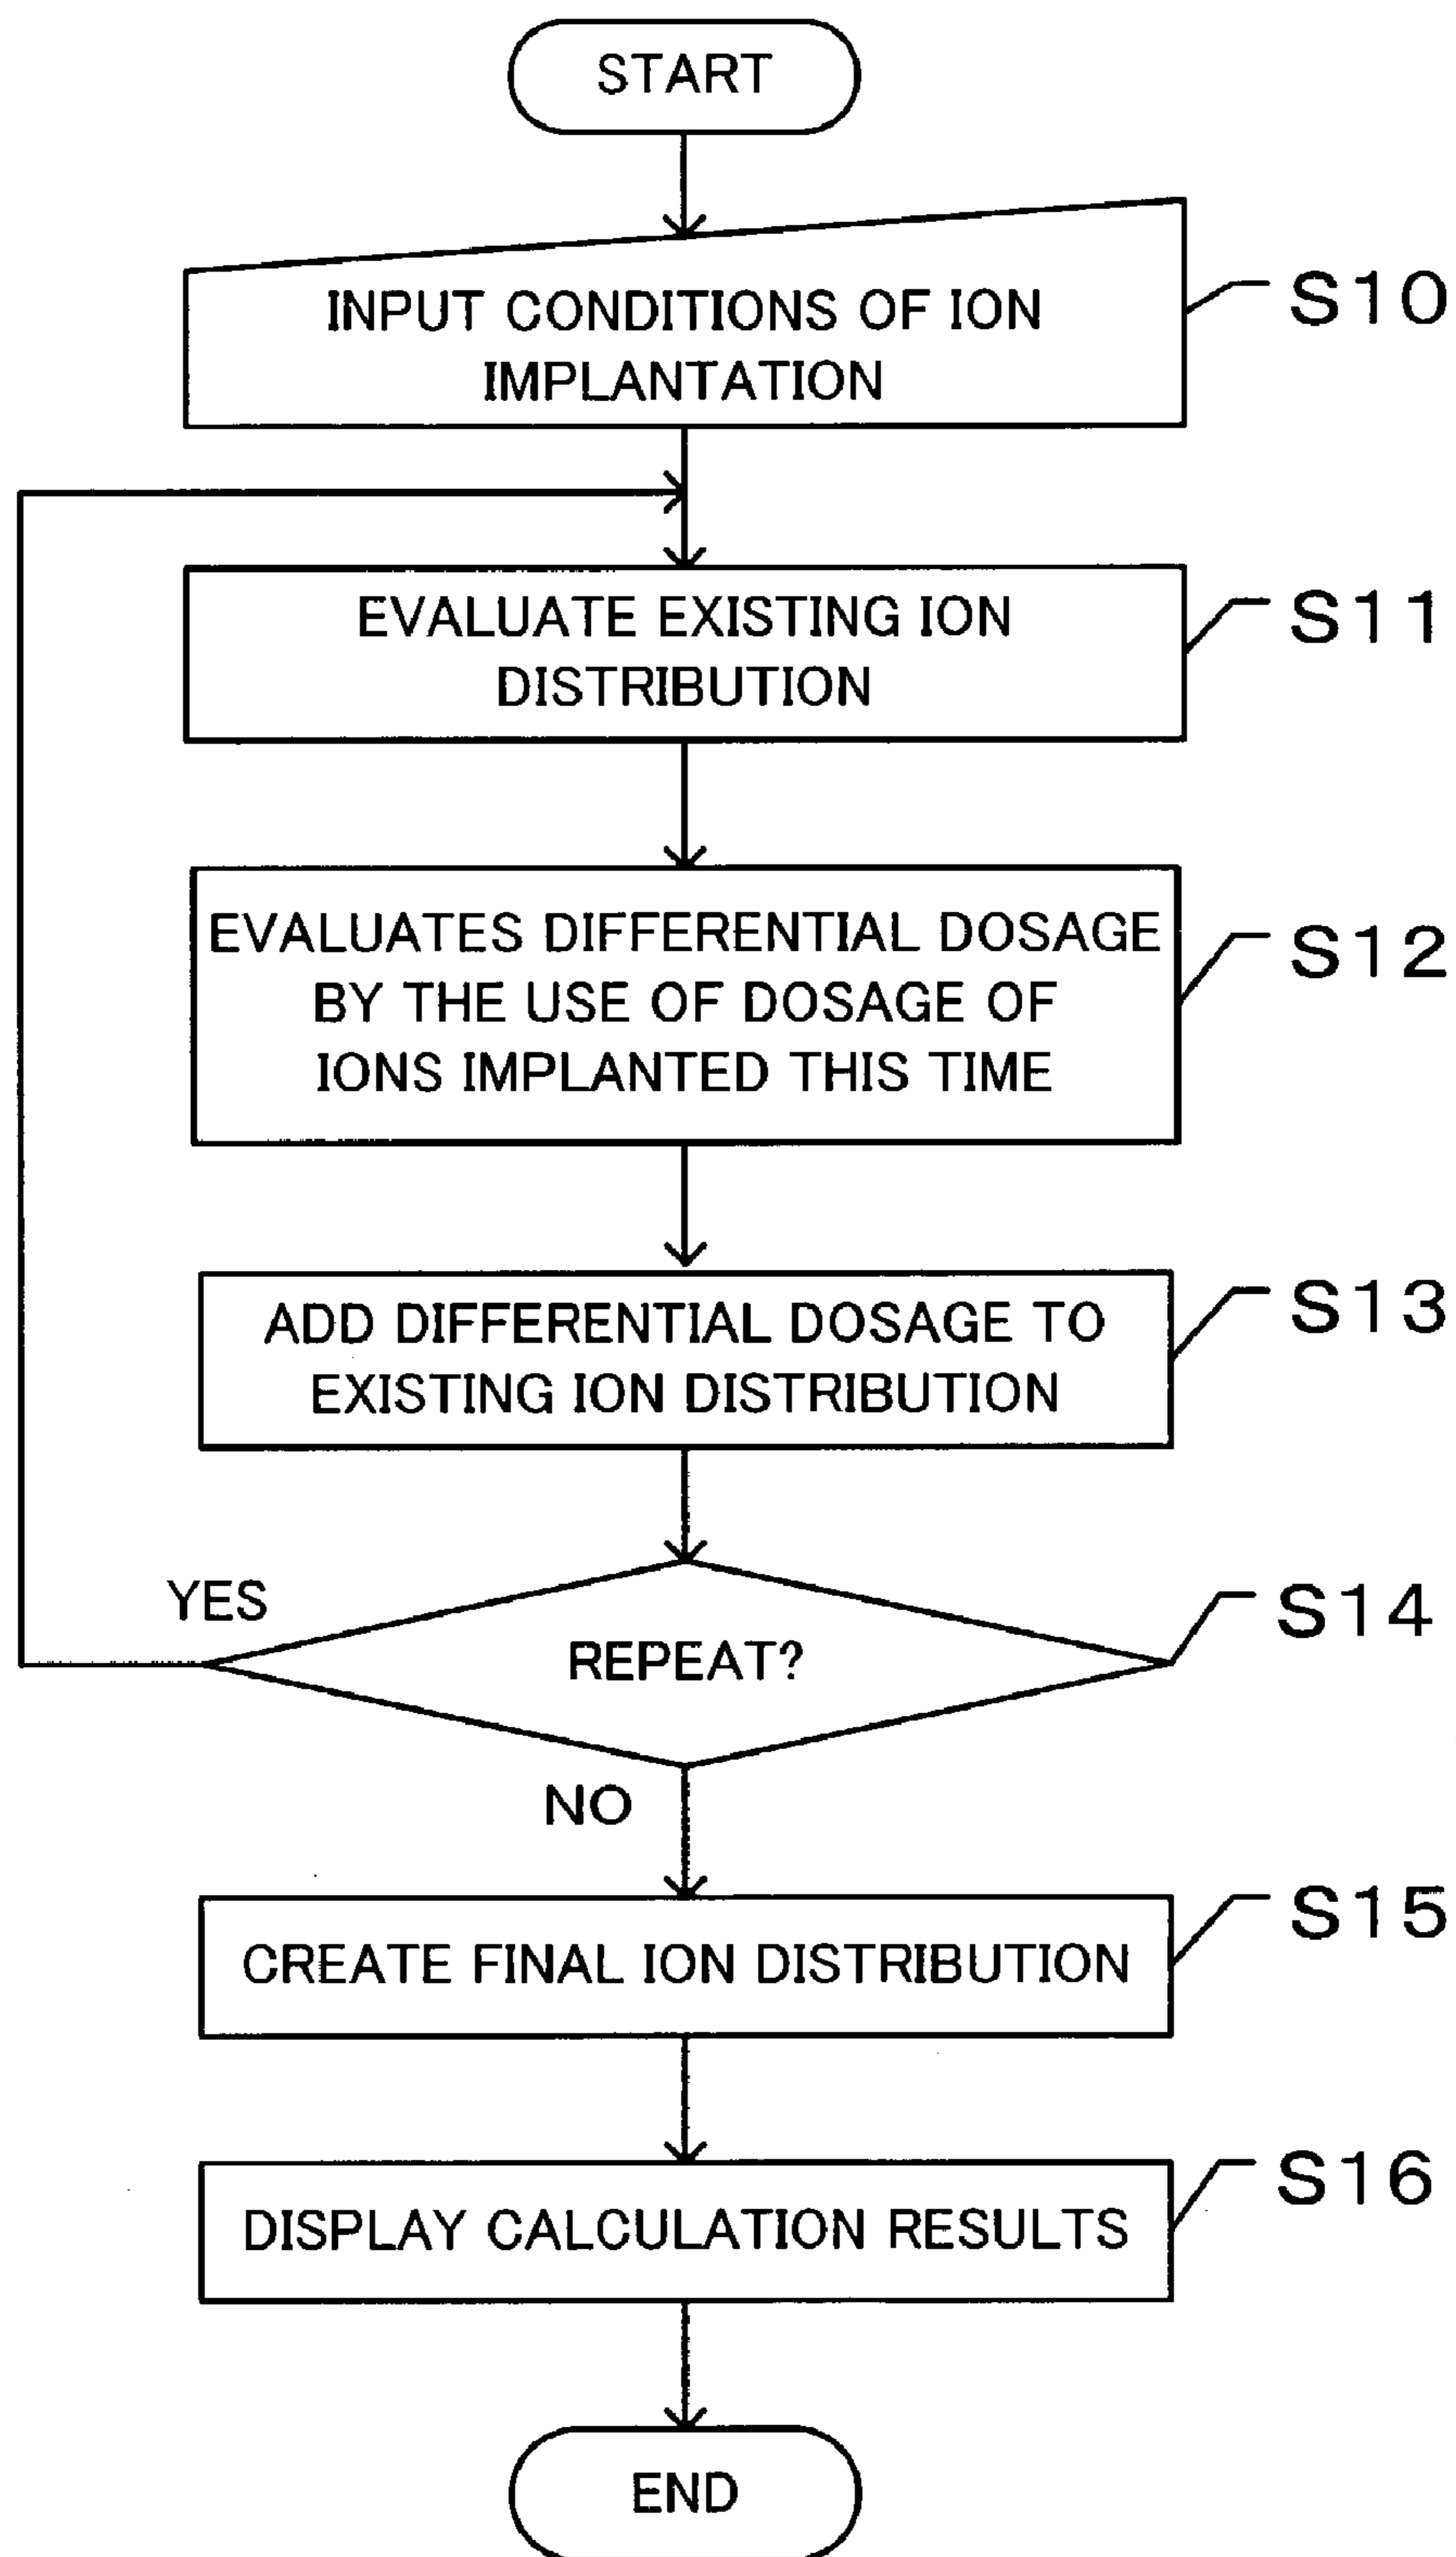 START
INPUT CONDITIONS OF ION
IMPLANTATION
S10
EVALUATE EXISTING ION
DISTRIBUTION
S11
EVALUATES DIFFERENTIAL DOSAGE
BY THE USE OF DOSAGE OF
IONS IMPLANTED THIS TIME
S12
ADD DIFFERENTIAL DOSAGE TO
EXISTING ION DISTRIBUTION
S13
YES
REPEAT?
S14
NO
CREATE FINAL ION DISTRIBUTION
S15
DISPLAY CALCULATION RESULTS
S16
END